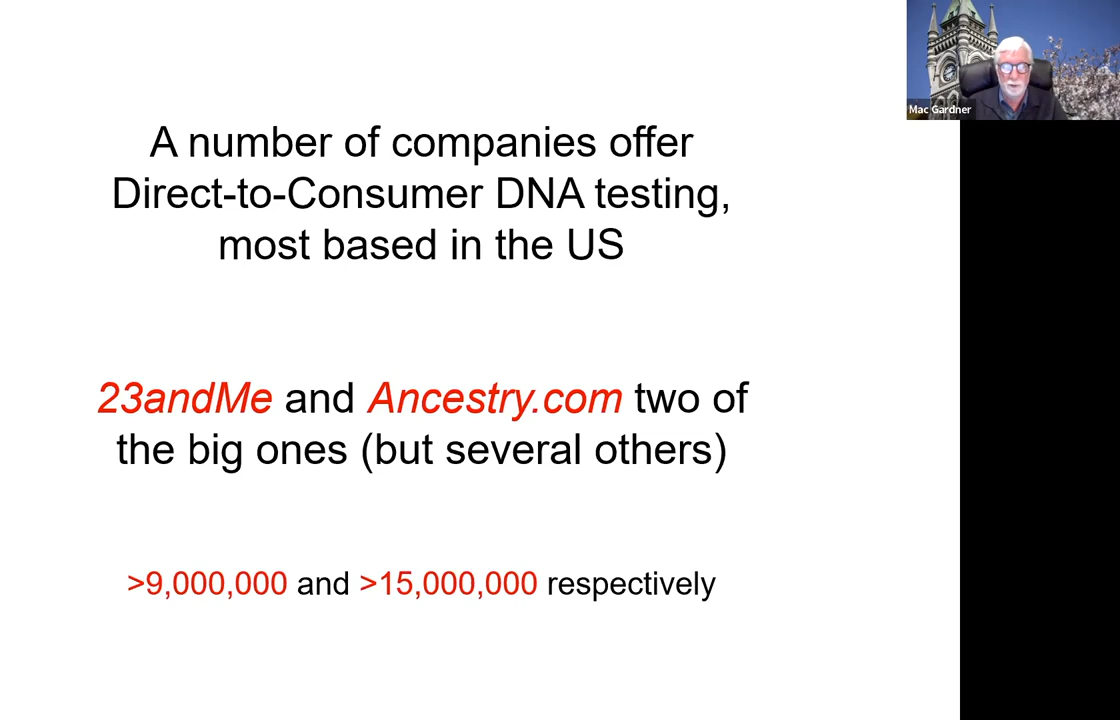 A number of companies offer
Direct-to-Consumer DNA testing,
most based in the US
23andMe and Ancestry.com two of
the big ones (but several others)
>9,000,000 and >15,000,000 respectively
Mac Gardner